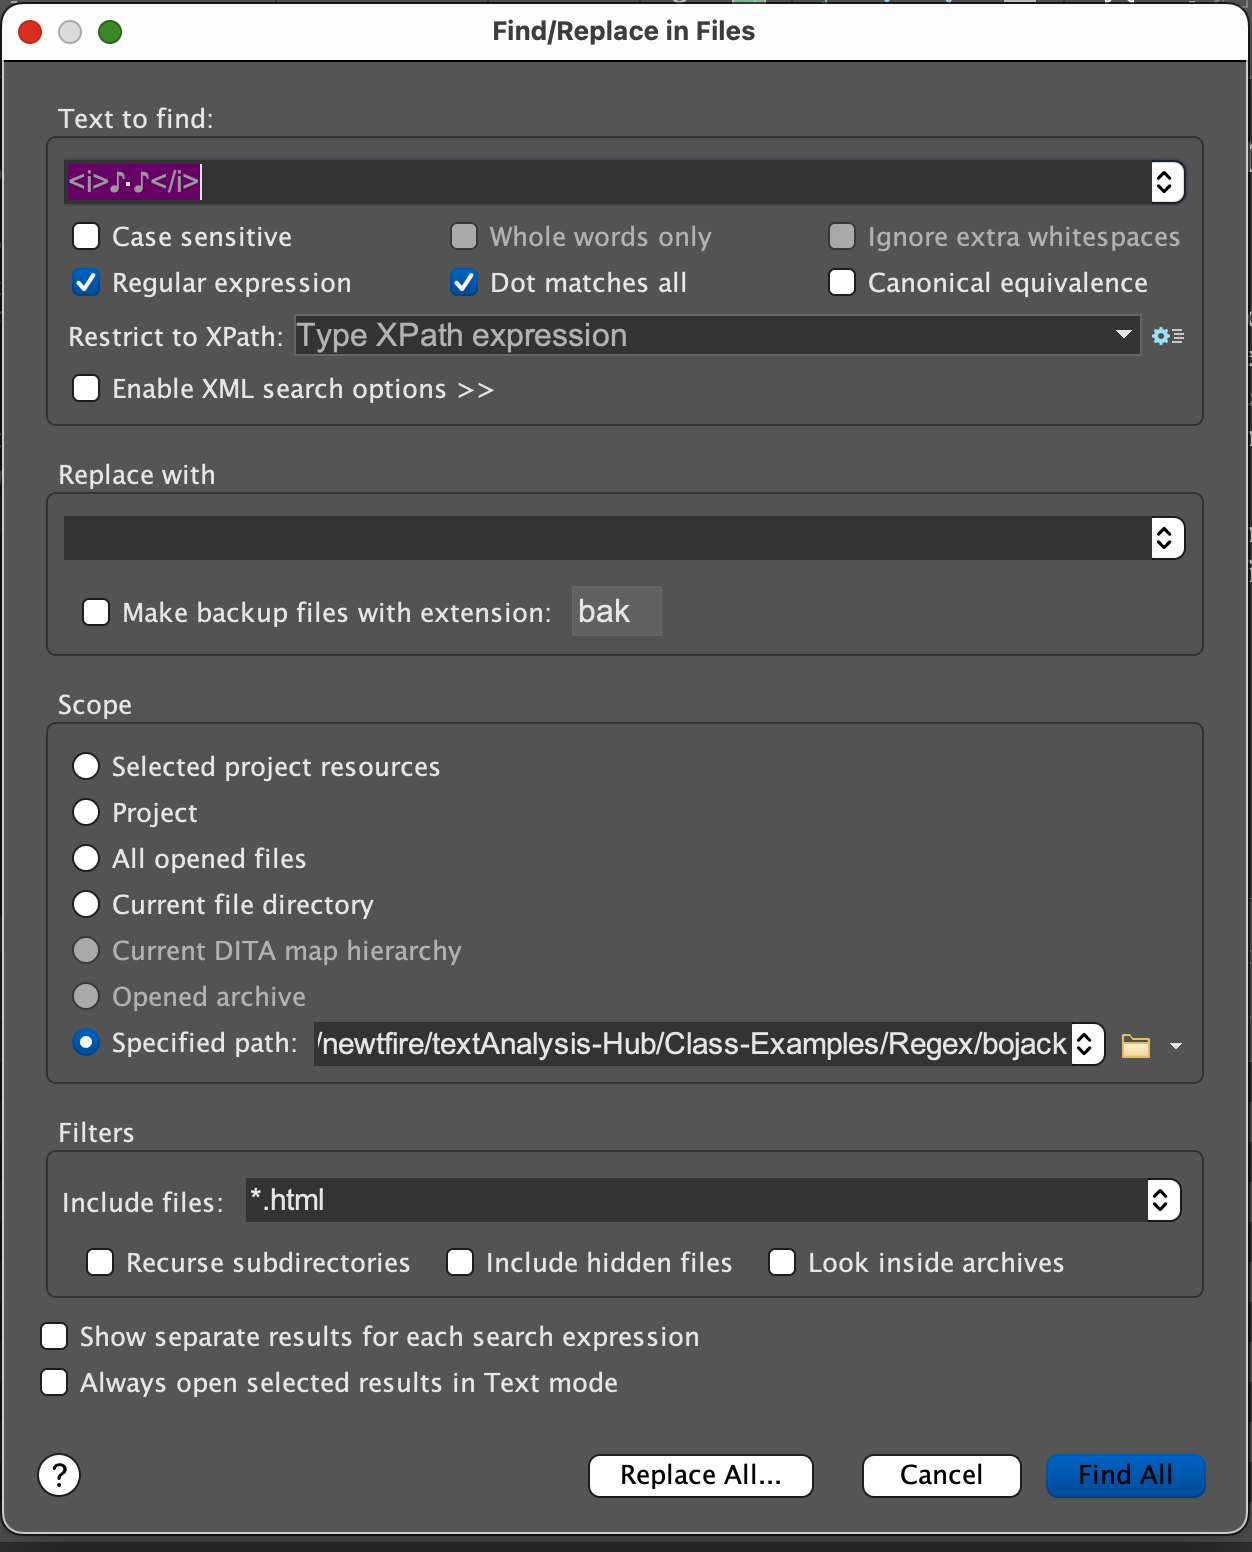 Find/Replace in Files
Text to find:
<i>♪·♪</i>
Case sensitive
Whole words only
Ignore extra whitespaces
Regular expression
Dot matches all
Canonical equivalence
Restrict to XPath:
Type XPath expression
Enable XML search options >>
Replace with
Make backup files with extension:
bak
Scope
Selected project resources
Project
All opened files
Current file directory
Current DITA map hierarchy
Opened archive
Specified path:
/newtfire/textAnalysis-Hub/Class-Examples/Regex/bojack
Filters
Include files:
*.html
Recurse subdirectories
Include hidden files
Look inside archives
Show separate results for each search expression
Always open selected results in Text mode
?
Replace All...
Cancel
Find All